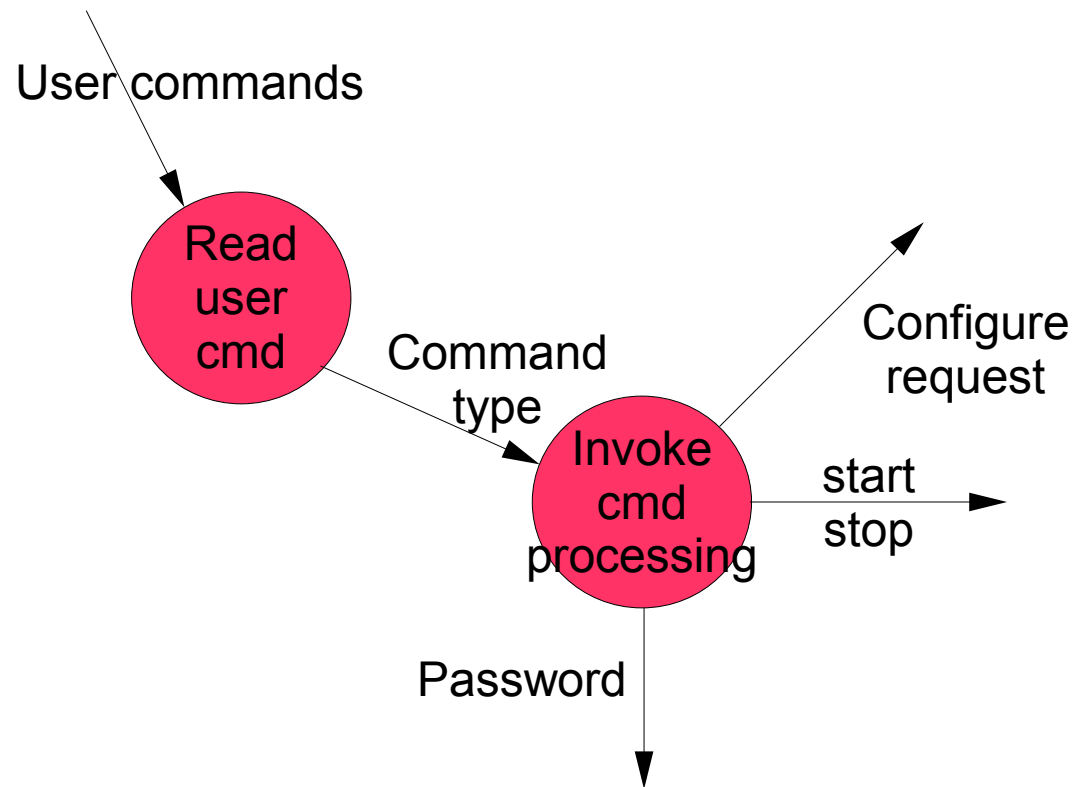 User commands
Read
user
cmd
Command
type
Invoke
cmd
processing
Configure
request
start
stop
Password